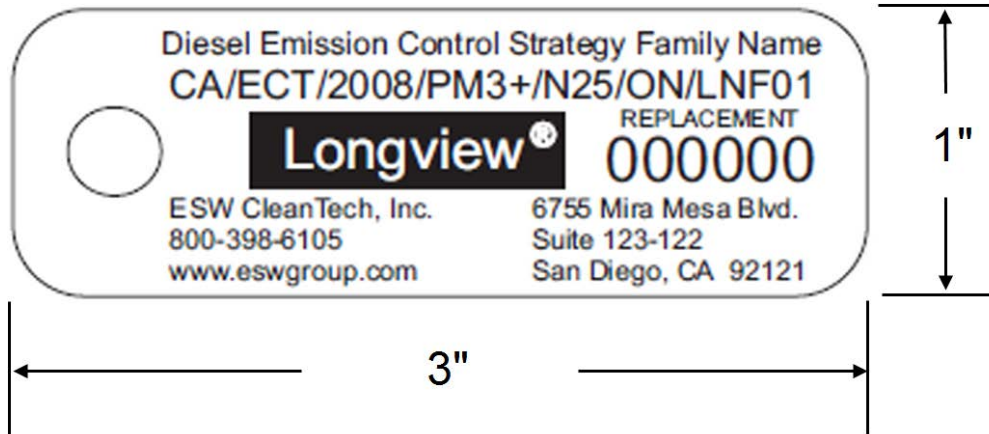 Diesel Emission Control Strategy Family Name
CA/ECT/2008/PM3+/N25/ON/LNF01
REPLACEMENT
Longview® 000000
ESW CleanTech, Inc. 6755 Mira Mesa Blvd.
800-398-6105 Suite 123-122
www.eswgroup.com San Diego, CA 92121
1"
3"